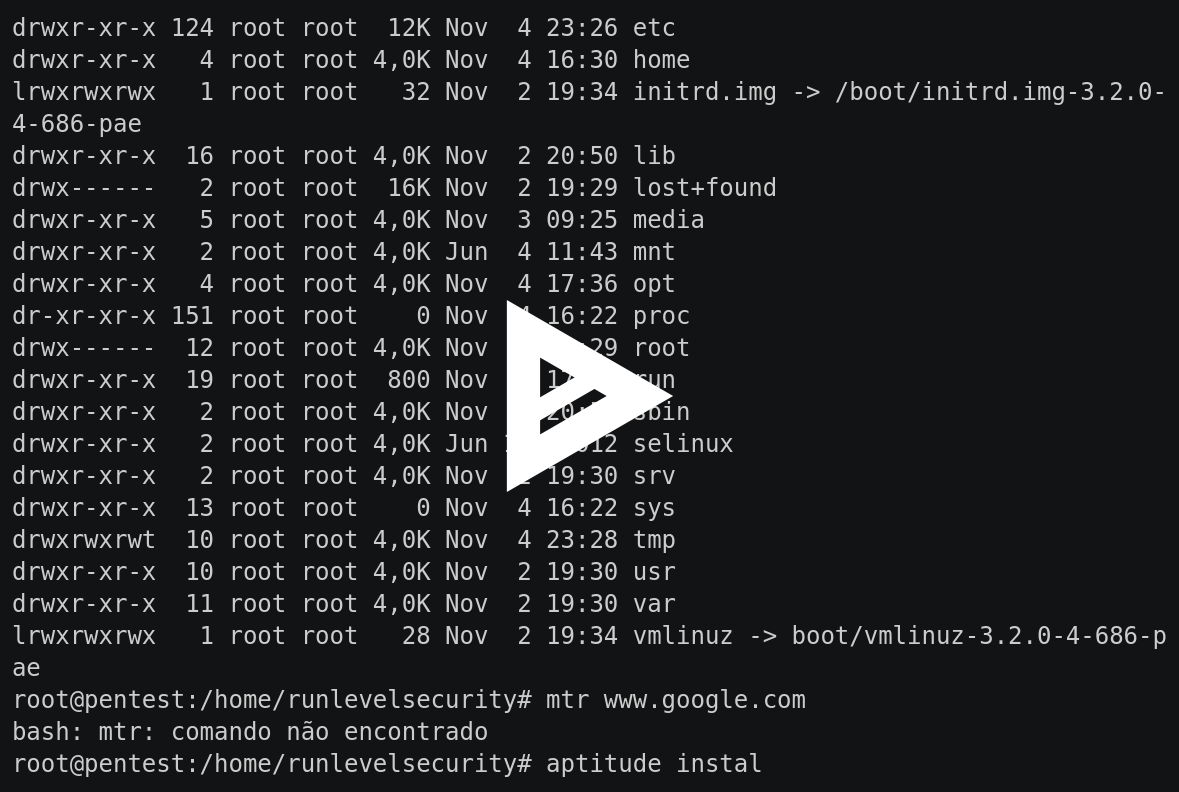 drwxr-xr-x 124 root root  12K Nov  4 23:26 etc
drwxr-xr-x   4 root root 4,0K Nov  4 16:30 home
lrwxrwxrwx   1 root root   32 Nov  2 19:34 initrd.img -> /boot/initrd.img-3.2.0-
4-686-pae
drwxr-xr-x  16 root root 4,0K Nov  2 20:50 lib
drwx------   2 root root  16K Nov  2 19:29 lost+found
drwxr-xr-x   5 root root 4,0K Nov  3 09:25 media
drwxr-xr-x   2 root root 4,0K Jun  4 11:43 mnt
drwxr-xr-x   4 root root 4,0K Nov  4 17:36 opt
dr-xr-xr-x 151 root root    0 Nov  4 16:22 proc
drwx------  12 root root 4,0K Nov root
drwxr-xr-x  19 root root  800 Nov run
drwxr-xr-x   2 root root 4,0K Nov sbin
drwxr-xr-x   2 root root 4,0K Jun selinux
drwxr-xr-x   2 root root 4,0K Nov  2 19:30 srv
drwxr-xr-x  13 root root    0 Nov  4 16:22 sys
drwxrwxrwt  10 root root 4,0K Nov  4 23:28 tmp
drwxr-xr-x  10 root root 4,0K Nov  2 19:30 usr
drwxr-xr-x  11 root root 4,0K Nov  2 19:30 var
lrwxrwxrwx   1 root root   28 Nov  2 19:34 vmlinuz -> boot/vmlinuz-3.2.0-4-686-p
ae
root@pentest:/home/runlevelsecurity# mtr www.google.com
bash: mtr: comando não encontrado
root@pentest:/home/runlevelsecurity# aptitude instal